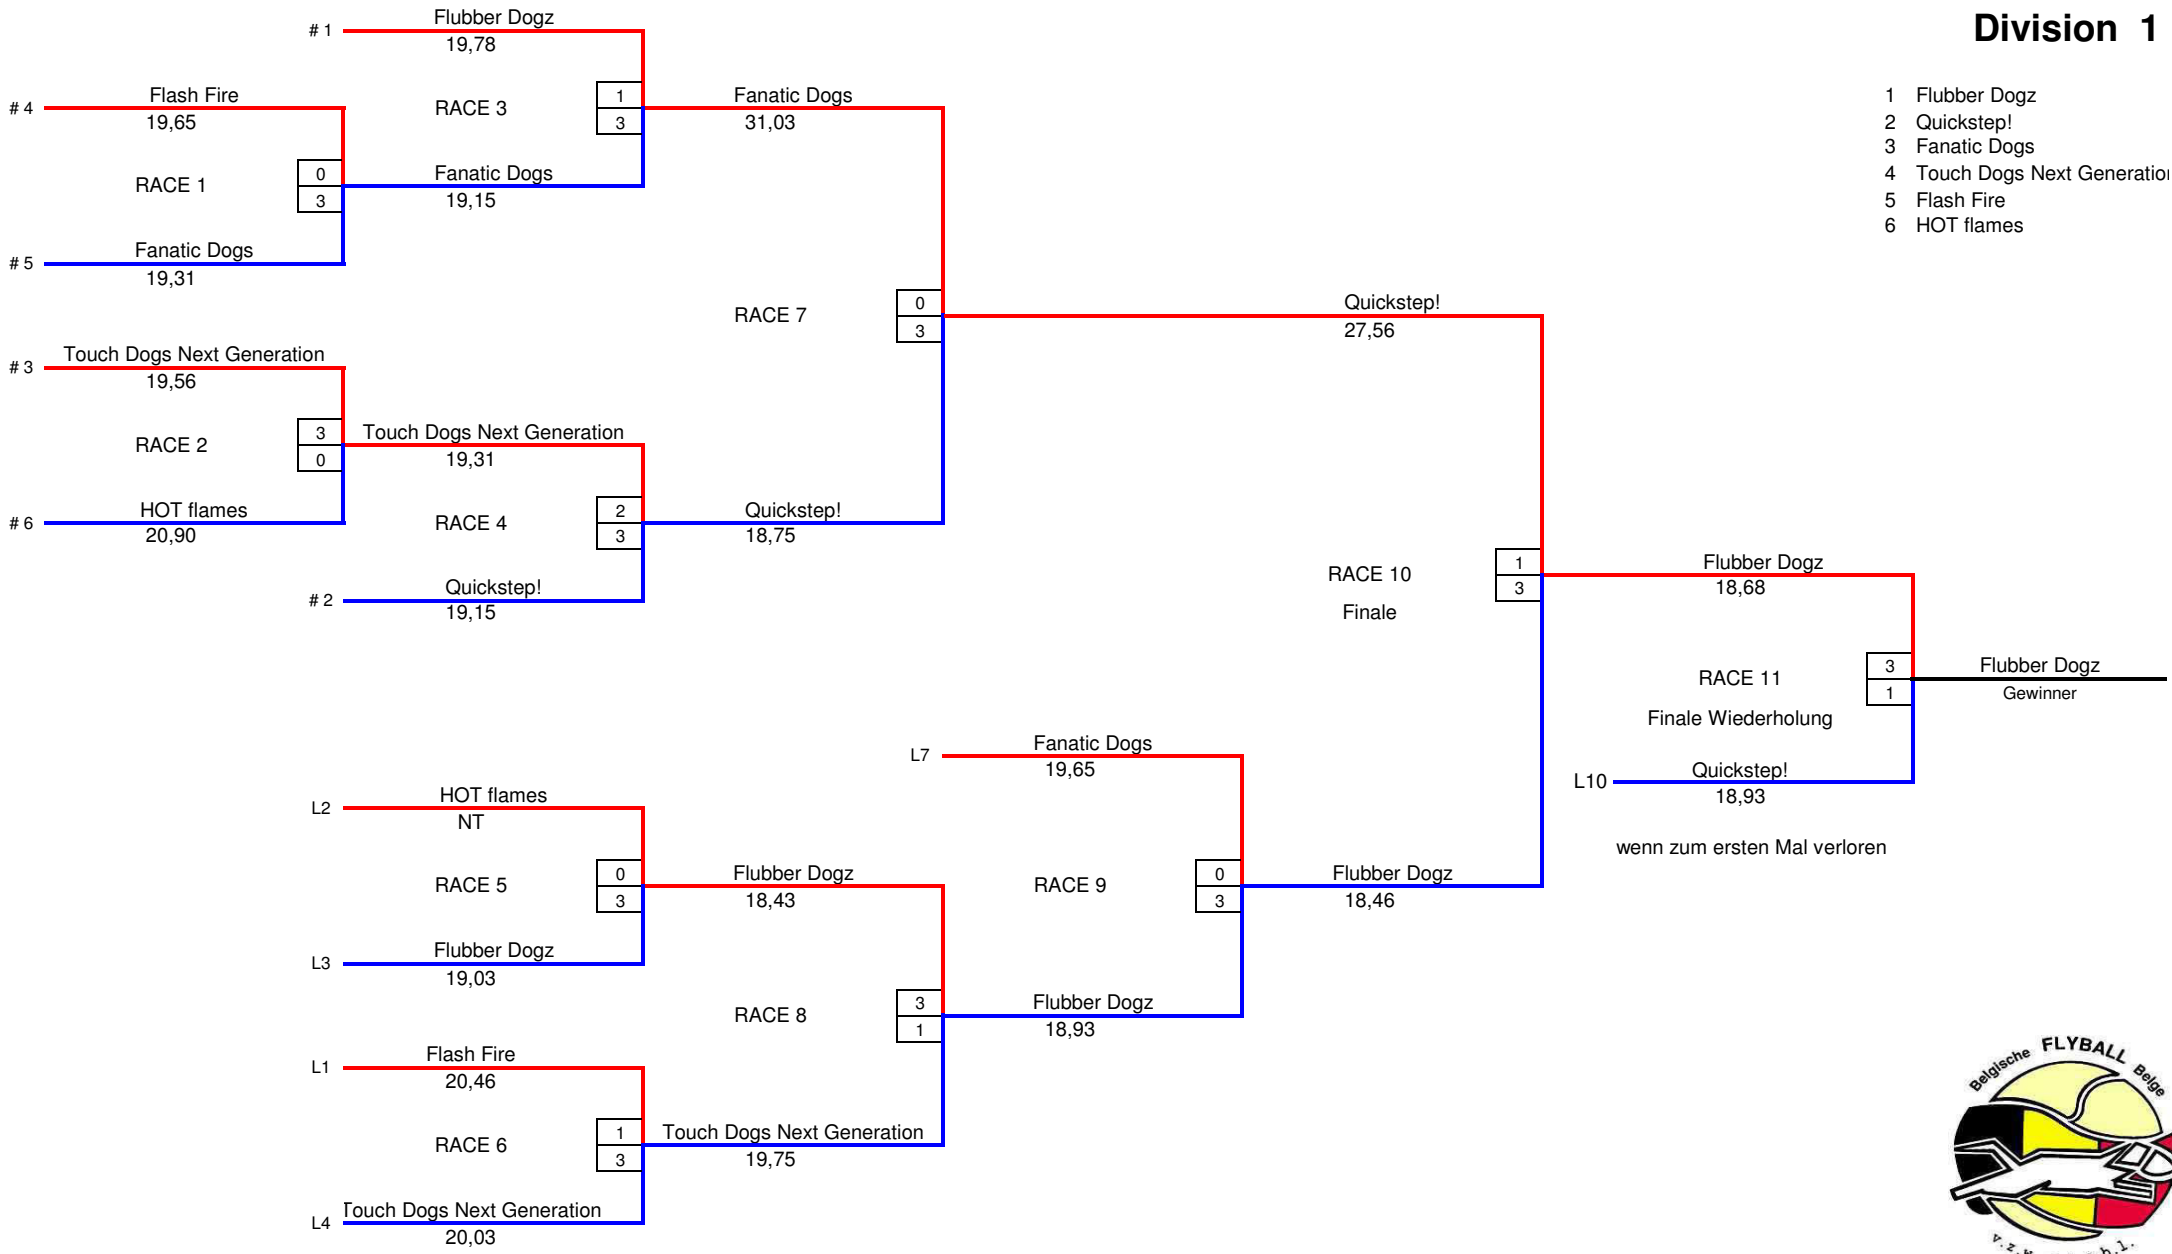 Division 1
1 Flubber Dogz
2 Quickstep!
3 Fanatic Dogs
4 Touch Dogs Next Generation
5 Flash Fire
6 HOT flames
# 1
Flubber Dogz
19,78
# 4
Flash Fire
19,65
RACE 3
1
3
Fanatic Dogs
31,03
RACE 1
0
3
Fanatic Dogs
19,15
# 5
Fanatic Dogs
19,31
RACE 7
0
3
Quickstep!
27,56
# 3
Touch Dogs Next Generation
19,56
RACE 2
3
0
Touch Dogs Next Generation
19,31
# 6
HOT flames
20,90
RACE 4
2
3
Quickstep!
18,75
# 2
Quickstep!
19,15
RACE 10
Finale
1
3
Flubber Dogz
18,68
RACE 11
Finale Wiederholung
3
1
Flubber Dogz
Gewinner
L10
Quickstep!
18,93
wenn zum ersten Mal verloren
L7
Fanatic Dogs
19,65
L2
HOT flames
NT
RACE 5
0
3
Flubber Dogz
18,43
RACE 9
0
3
Flubber Dogz
18,46
L3
Flubber Dogz
19,03
RACE 8
3
1
Flubber Dogz
18,93
L1
Flash Fire
20,46
RACE 6
1
3
Touch Dogs Next Generation
19,75
L4
Touch Dogs Next Generation
20,03
Belgische FLYBALL Belge